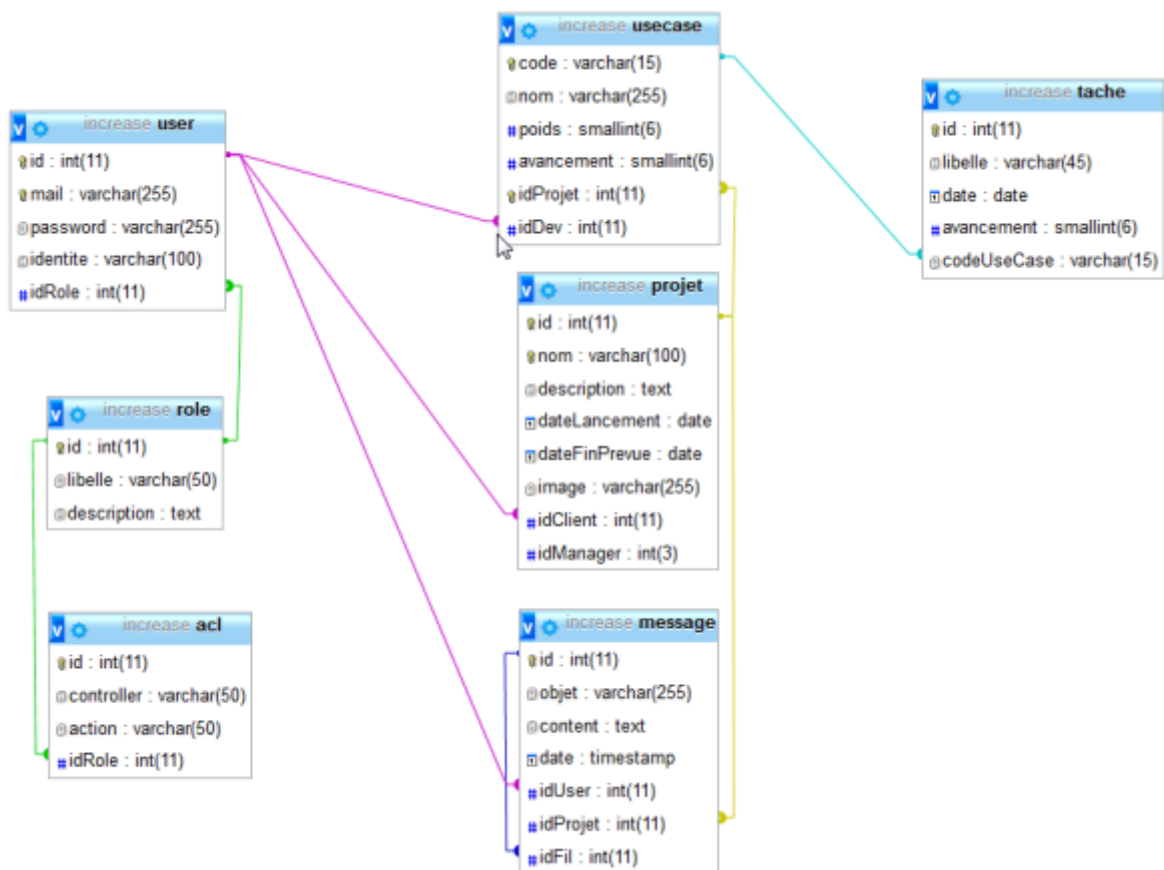 increase user
id : int(11)
mail : varchar(255)
password : varchar(255)
identite : varchar(100)
#idRole : int(11)
increase role
id : int(11)
libelle : varchar(50)
description : text
increase acl
id : int(11)
controller : varchar(50)
action : varchar(50)
#idRole : int(11)
increase usecase
code : varchar(15)
nom : varchar(255)
#poids : smallint(6)
#avancement : smallint(6)
idProjet : int(11)
#idDev : int(11)
increase projet
id : int(11)
nom : varchar(100)
description : text
dateLancement : date
dateFinPrevue : date
image : varchar(255)
#idClient : int(11)
#idManager : int(3)
increase message
id : int(11)
objet : varchar(255)
content : text
date : timestamp
#idUser : int(11)
#idProjet : int(11)
#idFil : int(11)
increase tache
id : int(11)
libelle : varchar(45)
date : date
#avancement : smallint(6)
codeUseCase : varchar(15)